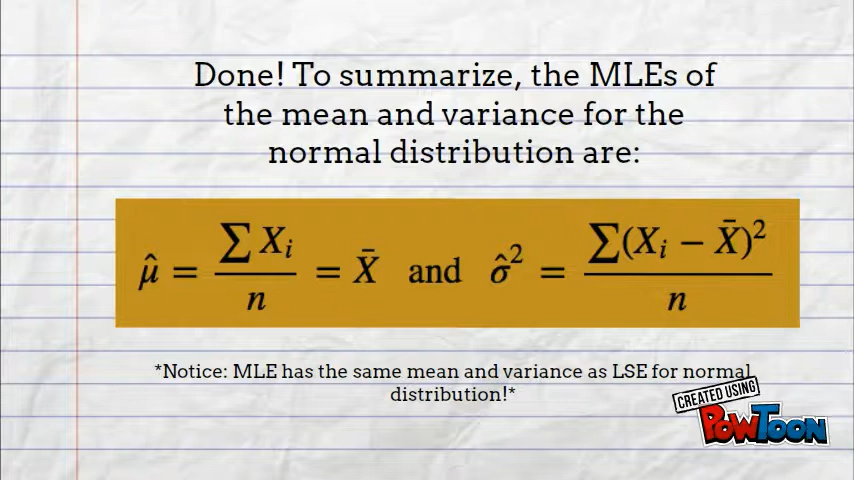 Done! To summarize, the MLEs of
the mean and variance for the
normal distribution are:
μ̂ = ∑ Xᵢ / n = X̄ and σ̂² = ∑(Xᵢ − X̄)² / n
*Notice: MLE has the same mean and variance as LSE for normal
distribution!*
CREATED USING
POWTOON